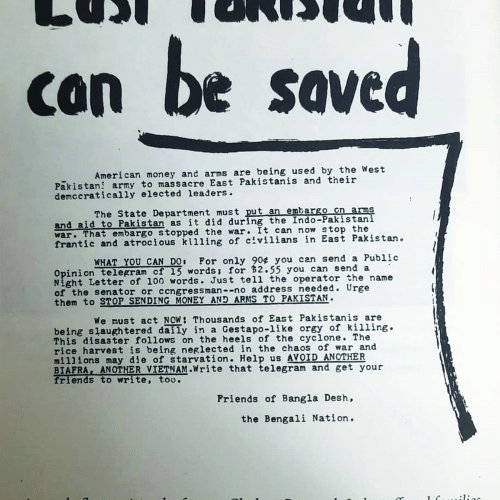 East Pakistan
can be saved
American money and arms are being used by the West
Pakistani army to massacre East Pakistanis and their
democratically elected leaders.
The State Department must put an embargo on arms
and aid to Pakistan as it did during the Indo-Pakistani
war. That embargo stopped the war. It can now stop the
frantic and atrocious killing of civilians in East Pakistan.
WHAT YOU CAN DO: For only 90¢ you can send a Public
Opinion telegram of 15 words; for $2.55 you can send a
Night Letter of 100 words. Just tell the operator the name
of the senator or congressman--no address needed. Urge
them to STOP SENDING MONEY AND ARMS TO PAKISTAN.
We must act NOW: Thousands of East Pakistanis are
being slaughtered daily in a Gestapo-like orgy of killing.
This disaster follows on the heels of the cyclone. The
rice harvest is being neglected in the chaos of war and
millions may die of starvation. Help us AVOID ANOTHER
BIAFRA, ANOTHER VIETNAM.Write that telegram and get your
friends to write, too.
Friends of Bangla Desh,
the Bengali Nation.